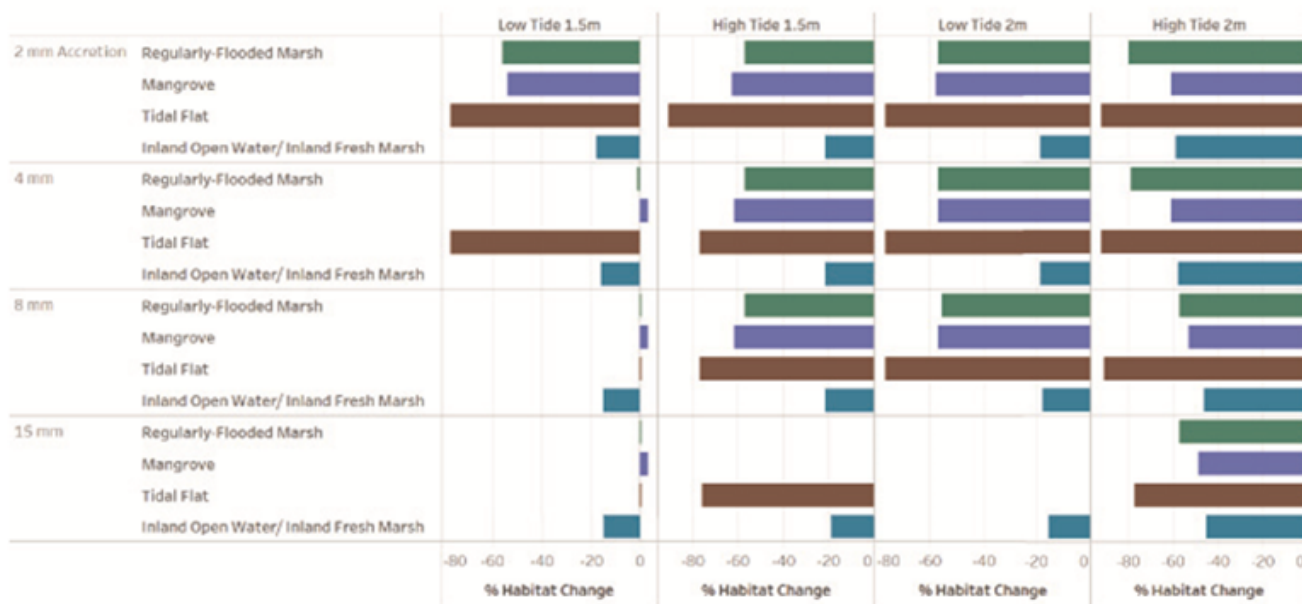 Low Tide 1.5m High Tide 1.5m Low Tide 2m High Tide 2m
2 mm Accretion Regularly-Flooded Marsh
Mangrove
Tidal Flat
Inland Open Water/ Inland Fresh Marsh
4 mm Regularly-Flooded Marsh
Mangrove
Tidal Flat
Inland Open Water/ Inland Fresh Marsh
8 mm Regularly-Flooded Marsh
Mangrove
Tidal Flat
Inland Open Water/ Inland Fresh Marsh
15 mm Regularly-Flooded Marsh
Mangrove
Tidal Flat
Inland Open Water/ Inland Fresh Marsh
-80 -60 -40 -20 0 -80 -60 -40 -20 0 -80 -60 -40 -20 0 -80 -60 -40 -20 0
% Habitat Change % Habitat Change % Habitat Change % Habitat Change